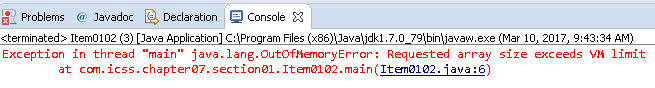 Problems @ Javadoc Declaration Console
<terminated> Item0102 (3) [Java Application] C:\Program Files (x86)\Java\jdk1.7.0_79\bin\javaw.exe (Mar 10, 2017, 9:43:34 AM)
Exception in thread "main" java.lang.OutOfMemoryError: Requested array size exceeds VM limit
at com.icss.chapter07.section01.Item0102.main(Item0102.java:6)